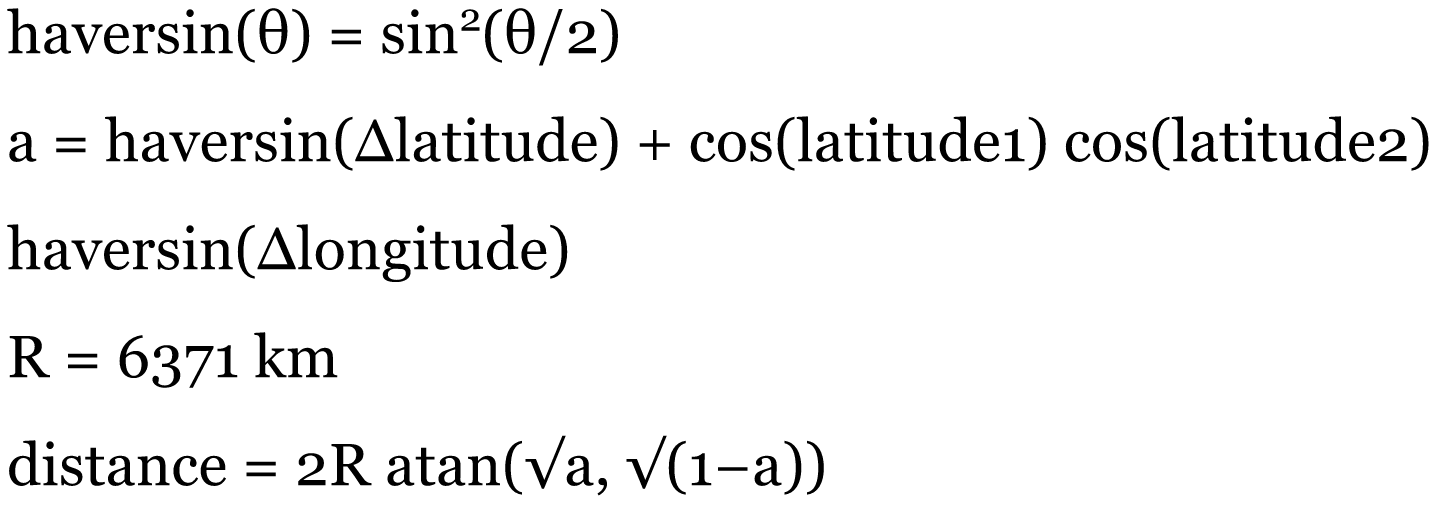 haversin(θ) = sin²(θ/2)
a = haversin(Δlatitude) + cos(latitude1) cos(latitude2)
haversin(Δlongitude)
R = 6371 km
distance = 2R atan(√a, √(1−a))